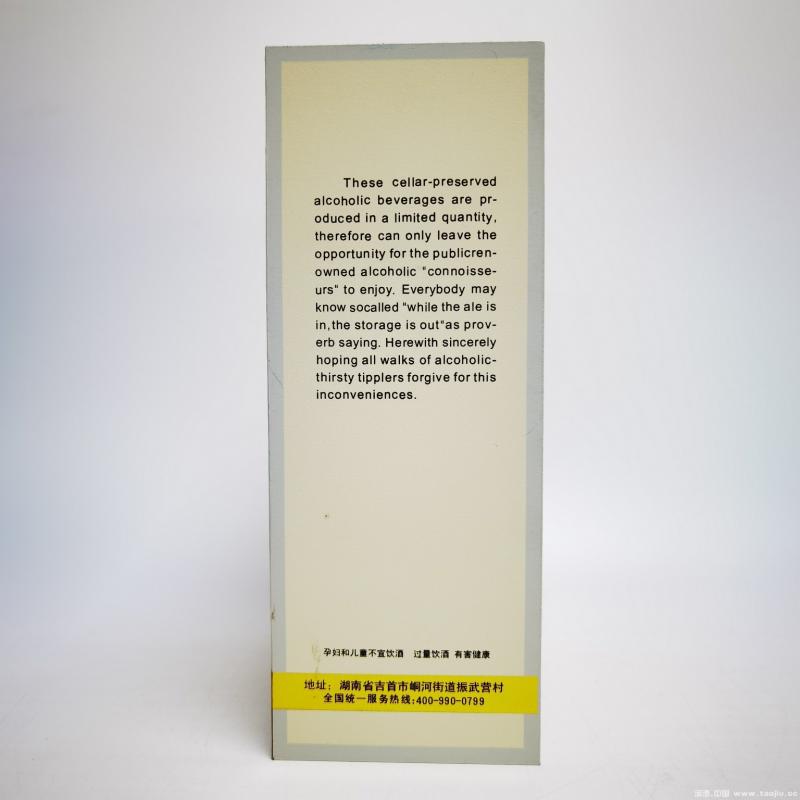 These cellar-preserved
alcoholic beverages are pr-
oduced in a limited quantity,
therefore can only leave the
opportunity for the publicren-
owned alcoholic "connoisse-
urs" to enjoy. Everybody may
know socalled "while the ale is
in,the storage is out"as prov-
erb saying. Herewith sincerely
hoping all walks of alcoholic-
thirsty tipplers forgive for this
inconveniences.
孕妇和儿童不宜饮酒 过量饮酒 有害健康
地址：湖南省吉首市峒河街道振武营村
全国统一服务热线:400-990-0799
www.taojiu.cc